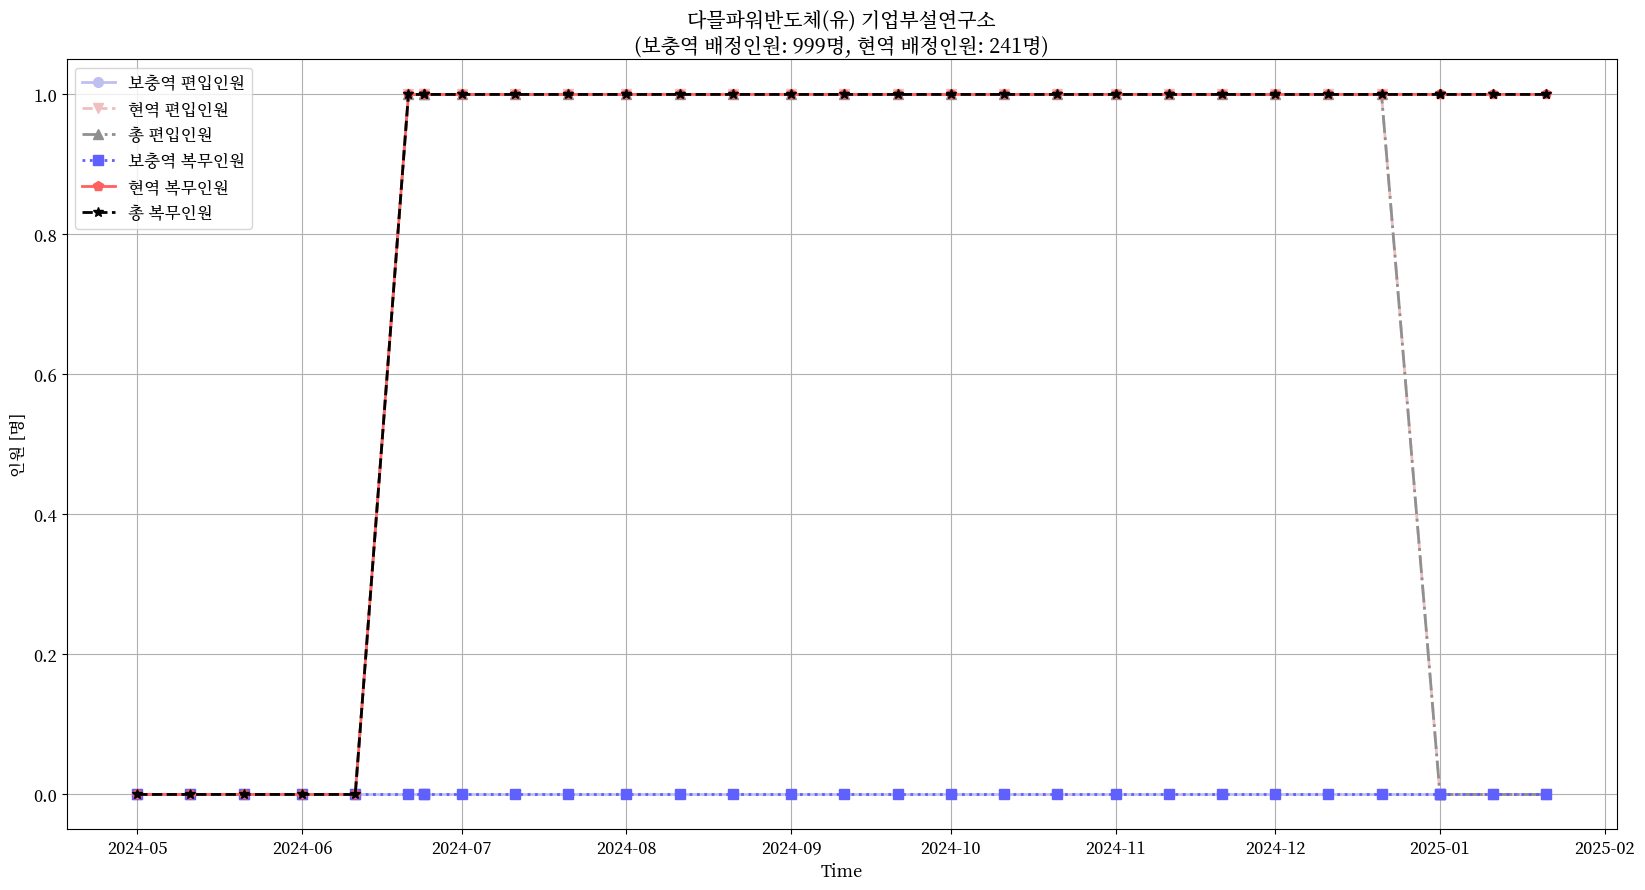 다믈파워반도체(유) 기업부설연구소
(보충역 배정인원: 999명, 현역 배정인원: 241명)
보충역 편입인원
현역 편입인원
총 편입인원
보충역 복무인원
현역 복무인원
총 복무인원
1.0
0.8
0.6
0.4
0.2
0.0
인원 [명]
2024-05
2024-06
2024-07
2024-08
2024-09
2024-10
2024-11
2024-12
2025-01
2025-02
Time